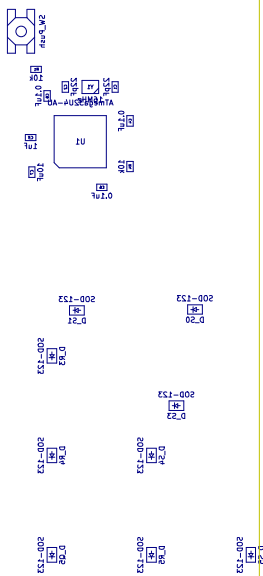 SW_Push
10k
22pF
22pF
16MHz
ATmega32U4-AU
0.1uF
0.1uF
U1
1uF
10uF
10k
0.1uF
SOD-123
D_S1
SOD-123
D_S0
SOD-123
D_R3
SOD-123
D_S3
SOD-123
D_R4
SOD-123
D_S4
SOD-123
SOD-123
D_R5
SOD-123